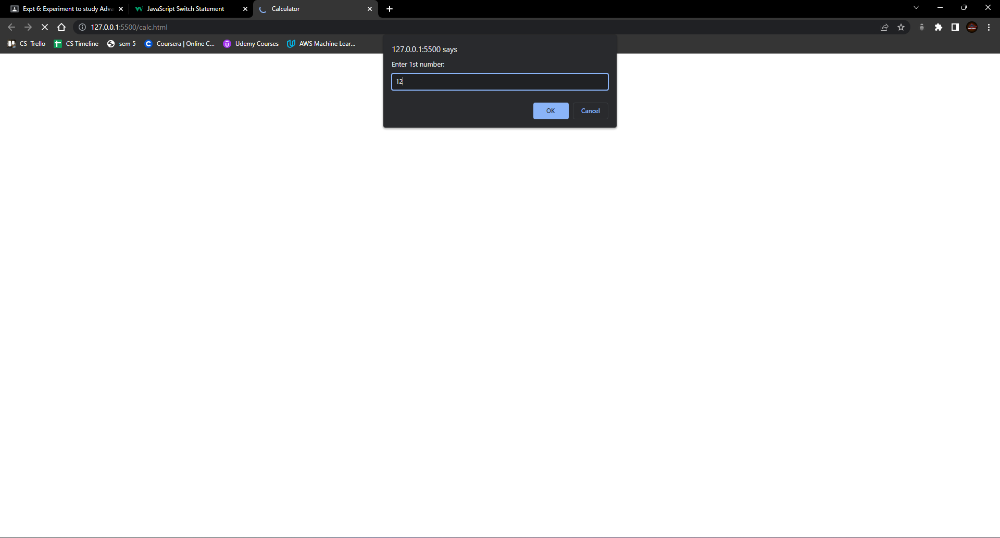 Expt 6: Experiment to study Adva
JavaScript Switch Statement
Calculator
127.0.0.1:5500/calc.html
CS Trello
CS Timeline
sem 5
Coursera | Online C...
Udemy Courses
AWS Machine Lear...
127.0.0.1:5500 says
Enter 1st number:
12
OK
Cancel